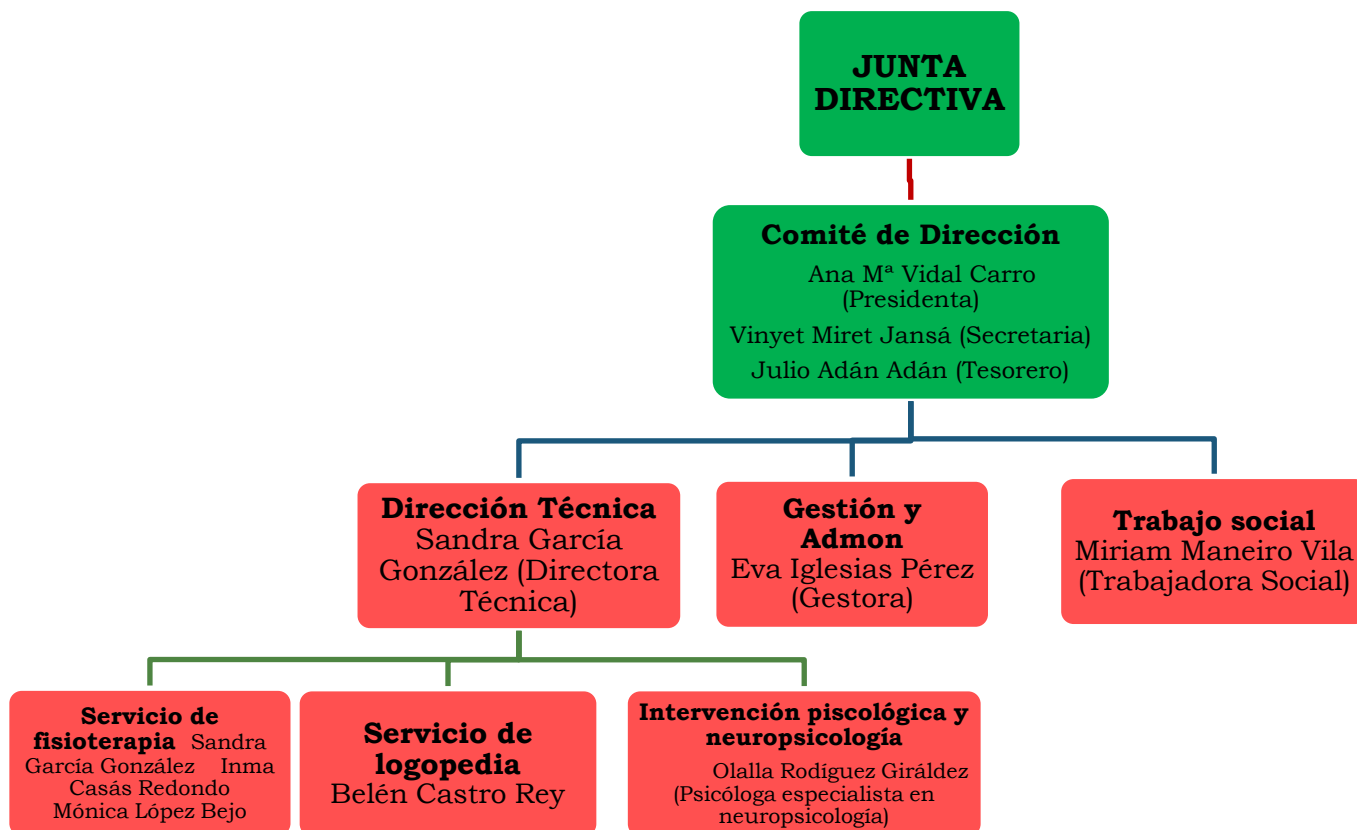 JUNTA
DIRECTIVA
Comité de Dirección
Ana Mª Vidal Carro
(Presidenta)
Vinyet Miret Jansá (Secretaria)
Julio Adán Adán (Tesorero)
Dirección Técnica
Sandra García
González (Directora
Técnica)
Gestión y
Admon
Eva Iglesias Pérez
(Gestora)
Trabajo social
Miriam Maneiro Vila
(Trabajadora Social)
Servicio de
fisioterapia Sandra
García González Inma
Casás Redondo
Mónica López Bejo
Servicio de
logopedia
Belén Castro Rey
Intervención piscológica y
neuropsicología
Olalla Rodíguez Giráldez
(Psicóloga especialista en
neuropsicología)